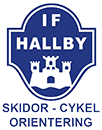 IF
HALLBY
SKIDOR - CYKEL
ORIENTERING